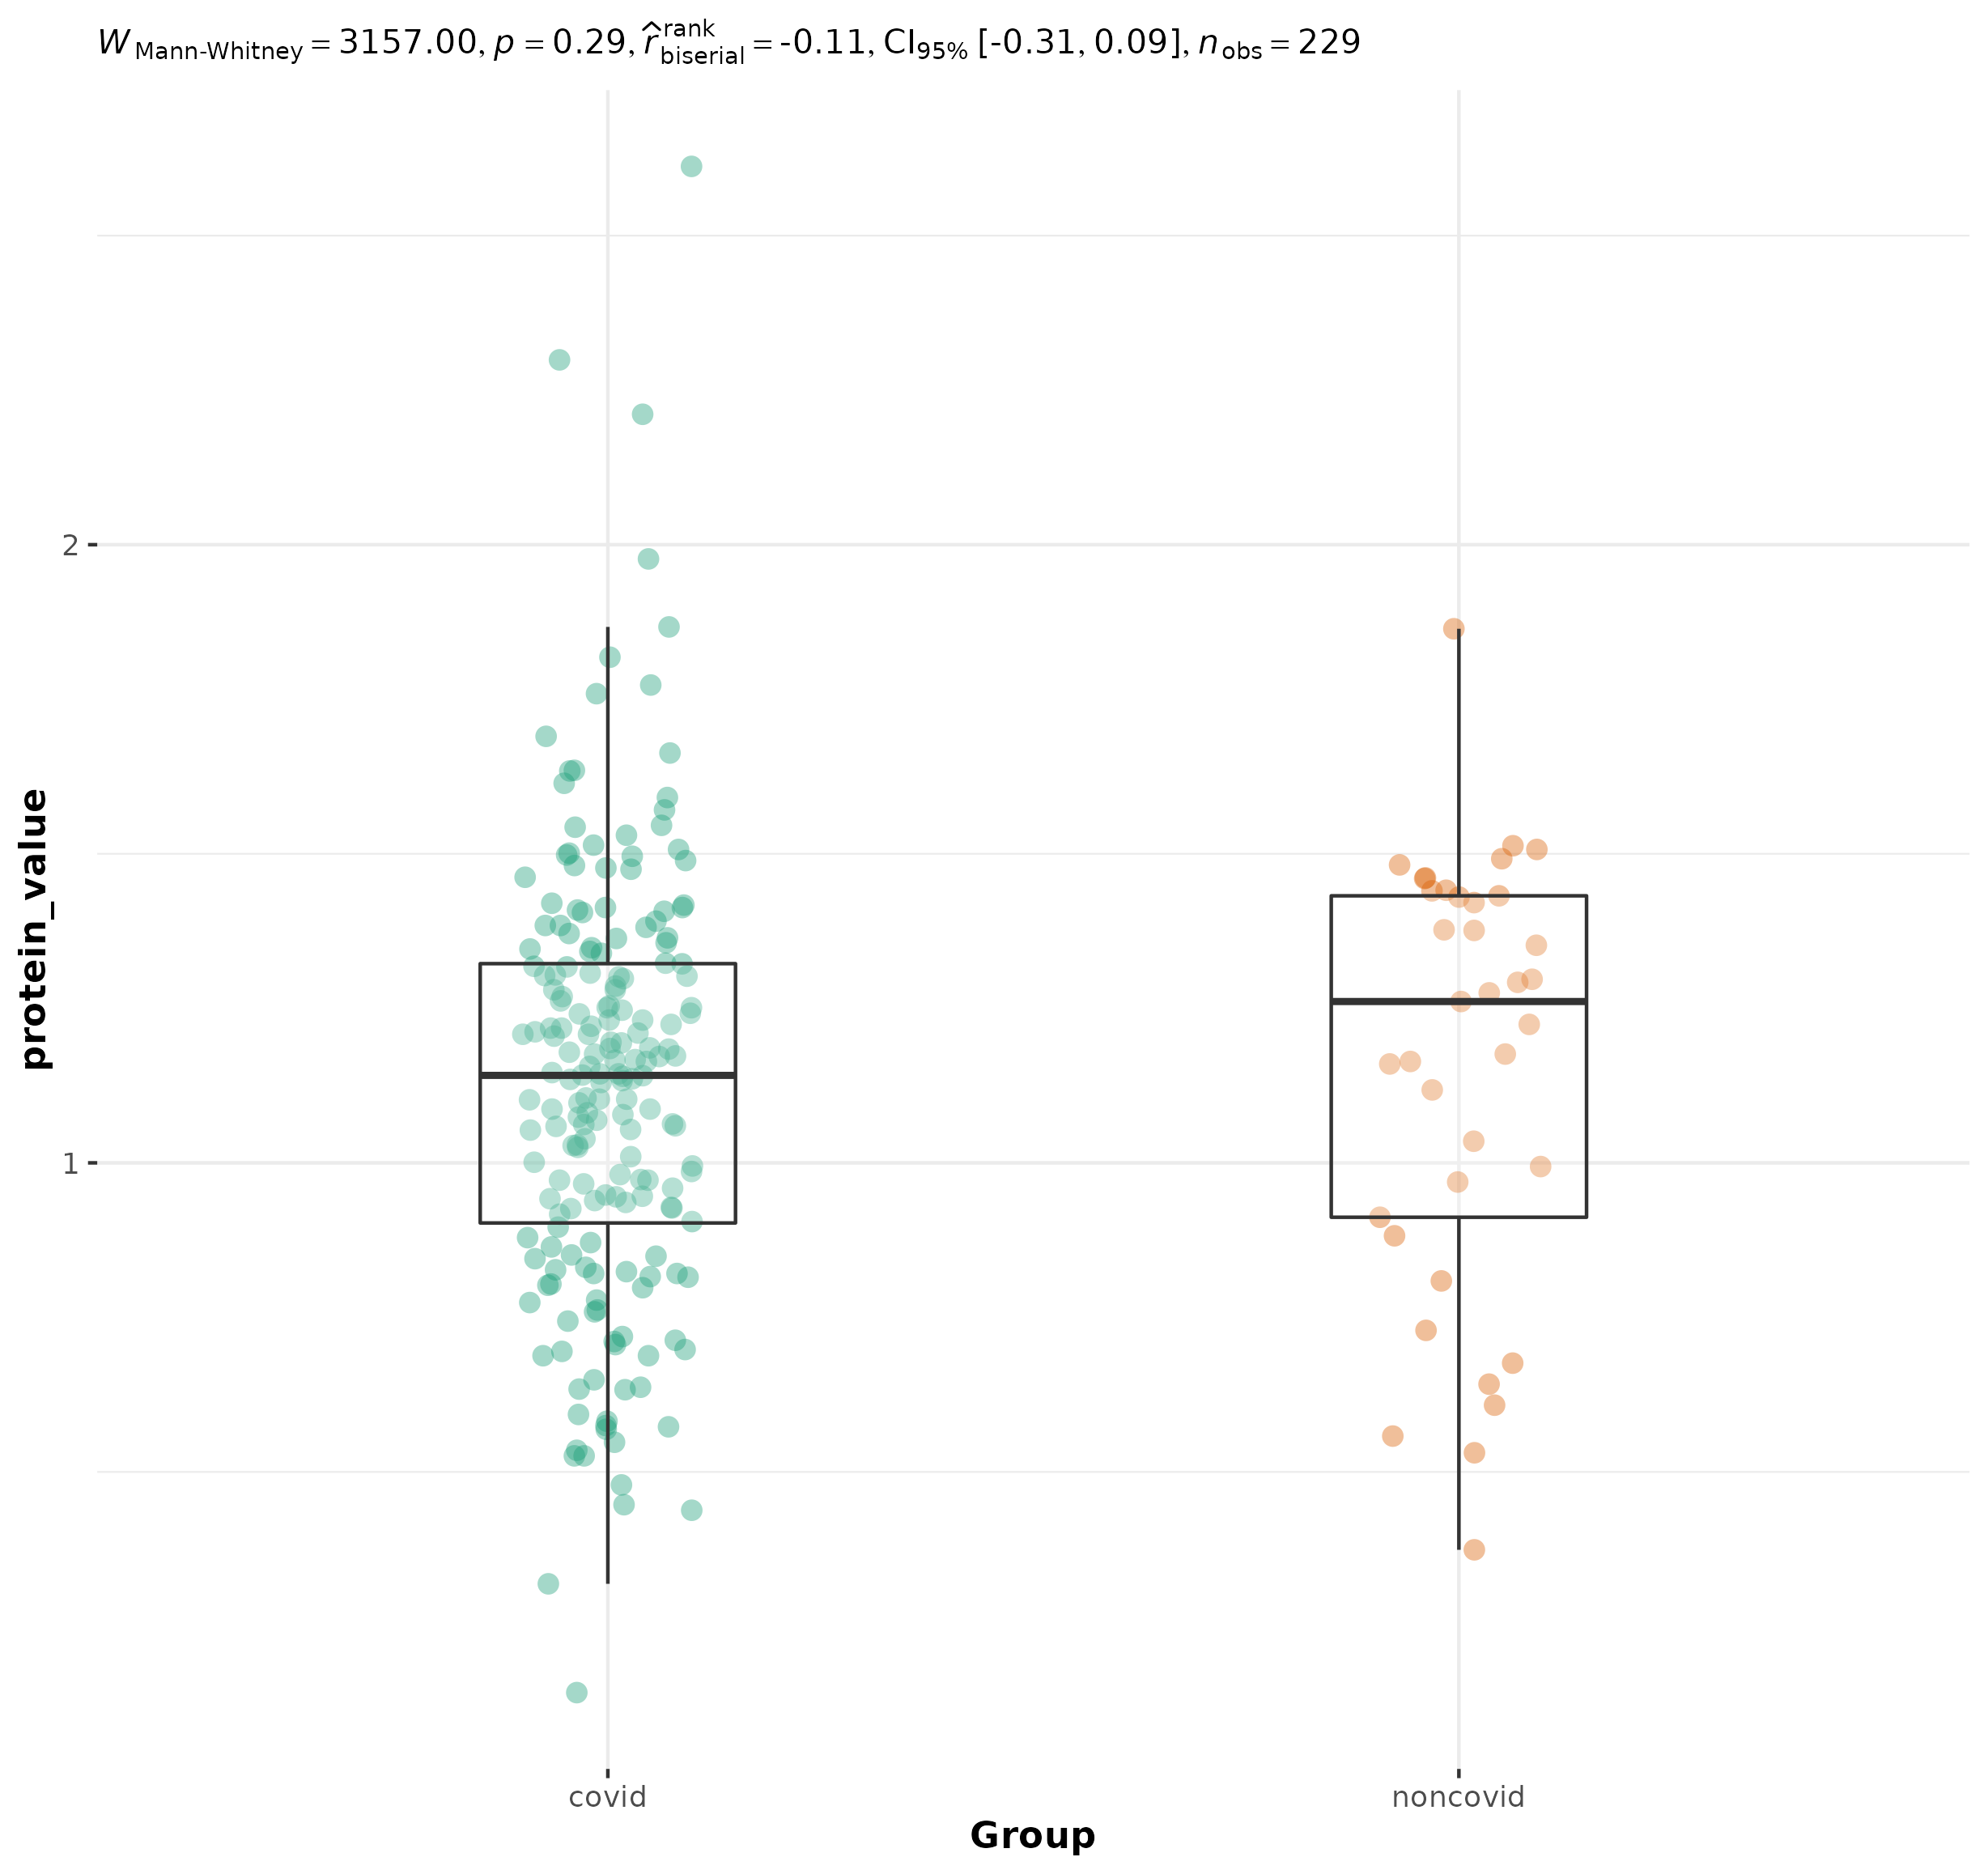 W Mann-Whitney = 3157.00, p = 0.29, r̂ rank biserial = -0.11, CI95% [-0.31, 0.09], nobs = 229
protein_value
2
1
covid noncovid
Group